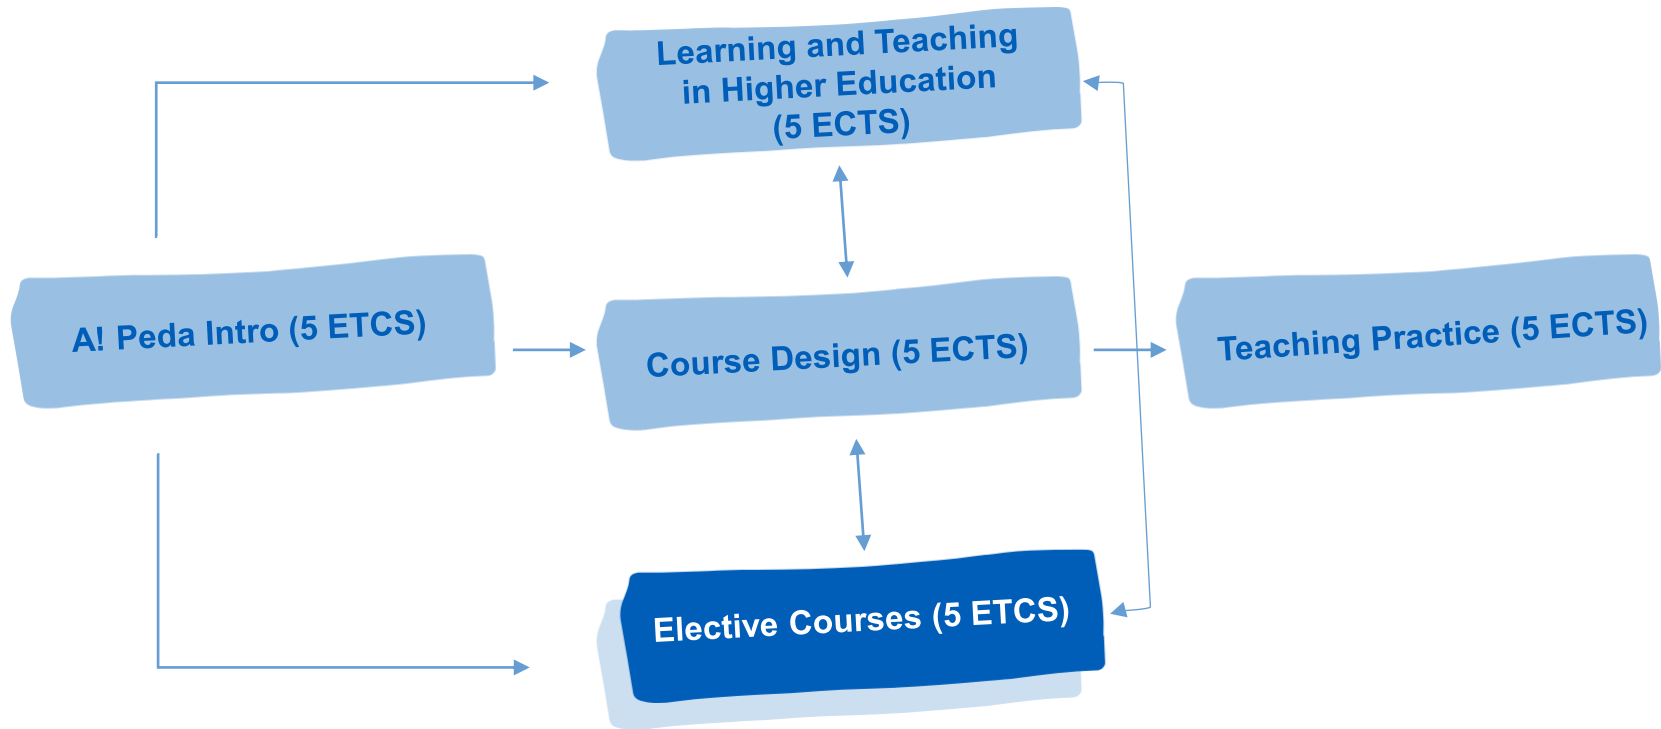 Learning and Teaching
in Higher Education
(5 ECTS)
A! Peda Intro (5 ETCS)
Course Design (5 ECTS)
Teaching Practice (5 ECTS)
Elective Courses (5 ETCS)